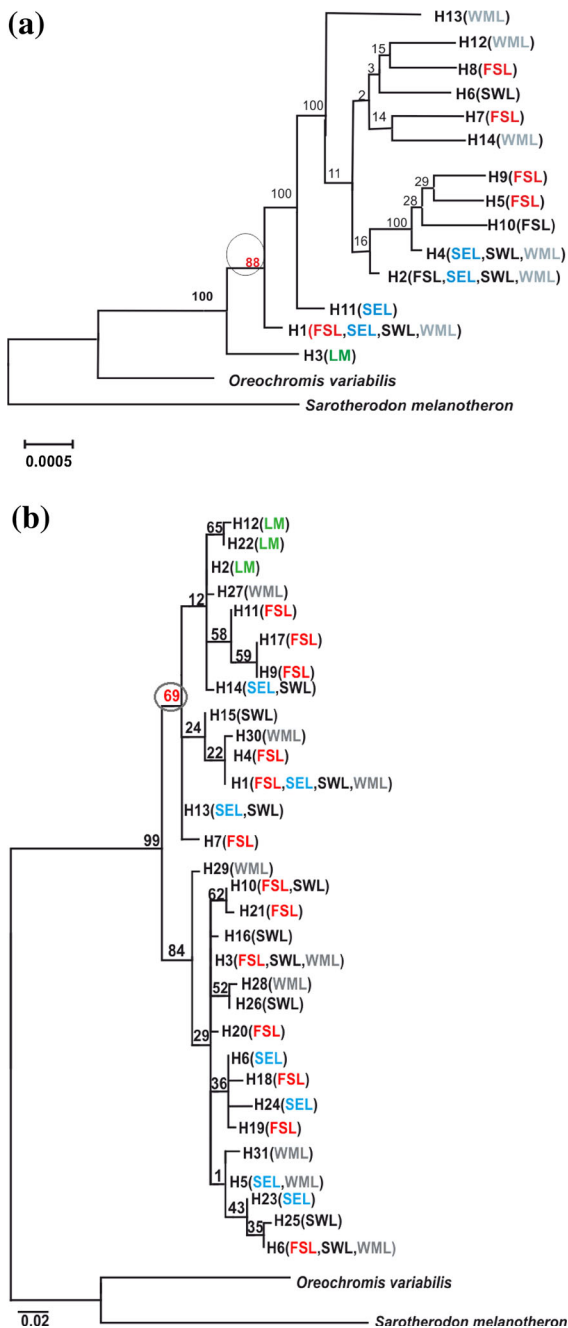 (a)
H13(WML)
H12(WML)
15
H8(FSL)
3
H6(SWL)
2
H7(FSL)
14
H14(WML)
100
11
H9(FSL)
29
H5(FSL)
28
H10(FSL)
100
H4(SEL,SWL,WML)
16
H2(FSL,SEL,SWL,WML)
100
88
H11(SEL)
100
H1(FSL,SEL,SWL,WML)
H3(LM)
Oreochromis variabilis
Sarotherodon melanotheron
0.0005
(b)
65
H12(LM)
H22(LM)
H2(LM)
12
H27(WML)
H11(FSL)
58
H17(FSL)
59
H9(FSL)
H14(SEL,SWL)
69
H15(SWL)
24
H30(WML)
22
H4(FSL)
H1(FSL,SEL,SWL,WML)
H13(SEL,SWL)
99
H7(FSL)
H29(WML)
62
H10(FSL,SWL)
H21(FSL)
H16(SWL)
84
H3(FSL,SWL,WML)
52
H28(WML)
H26(SWL)
29
H20(FSL)
H6(SEL)
36
H18(FSL)
H24(SEL)
H19(FSL)
H31(WML)
1
H5(SEL,WML)
H23(SEL)
43
H25(SWL)
35
H6(FSL,SWL,WML)
Oreochromis variabilis
0.02
Sarotherodon melanotheron